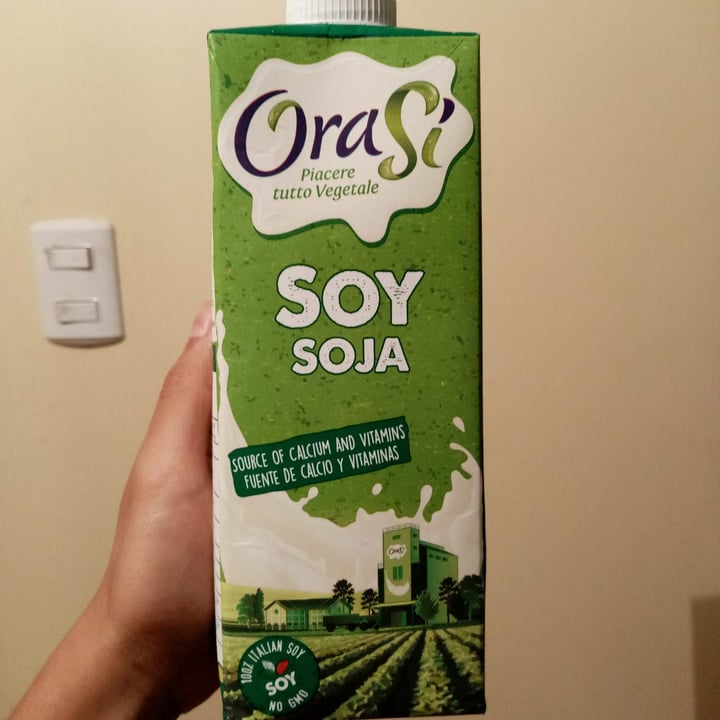 OraSì
Piacere
tutto Vegetale
SOY
SOJA
SOURCE OF CALCIUM AND VITAMINS
FUENTE DE CALCIO Y VITAMINAS
OraSì
100% ITALIAN SOY
SOY
NO GMO